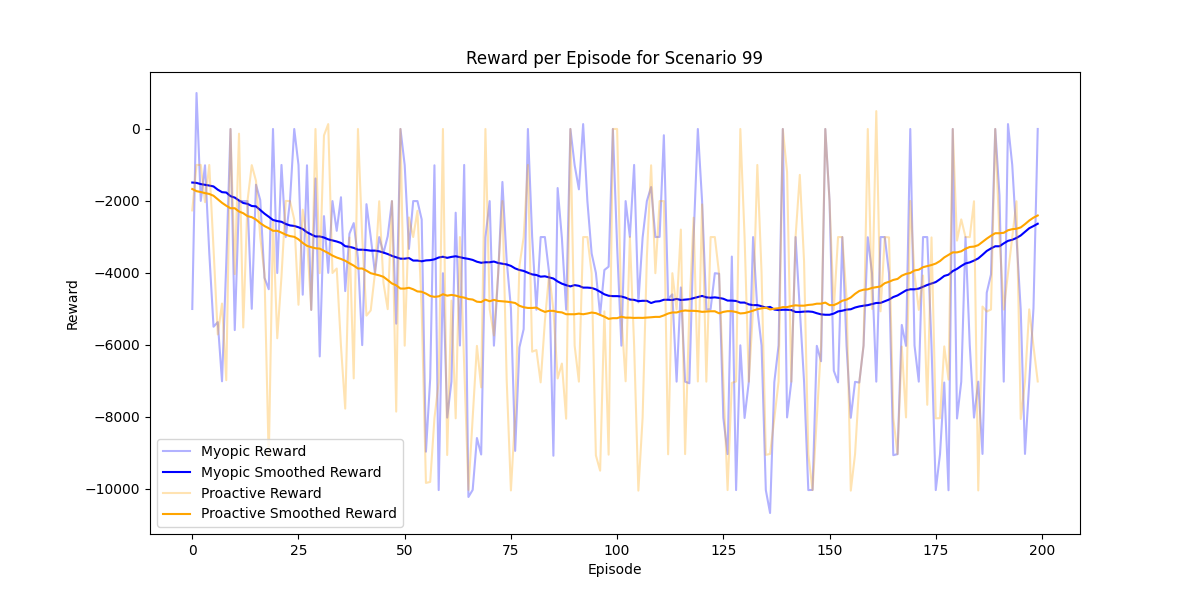 Reward per Episode for Scenario 99
Reward
0
−2000
−4000
−6000
−8000
−10000
Myopic Reward
Myopic Smoothed Reward
Proactive Reward
Proactive Smoothed Reward
0 25 50 75 100 125 150 175 200
Episode